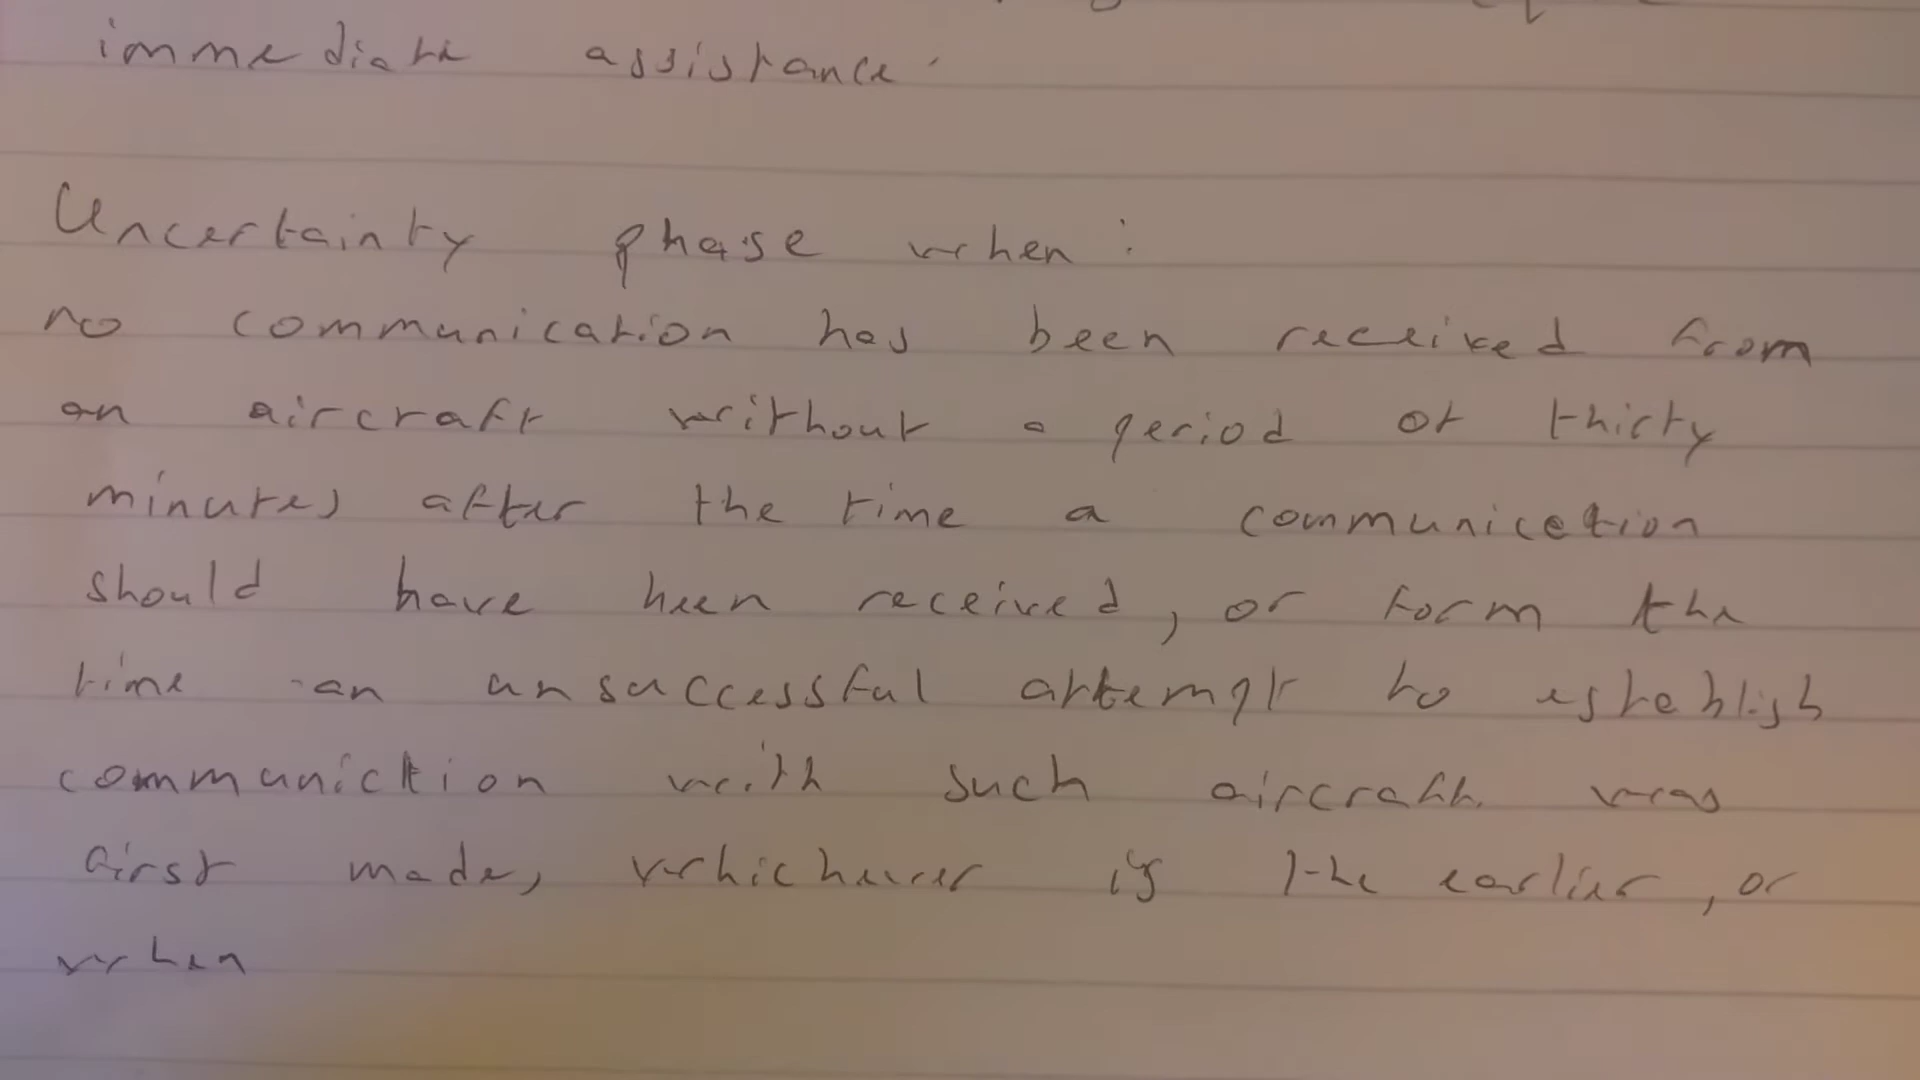 immediate assistance.
Uncertainty phase when:
no communication has been received from
an aircraft without a period of thirty
minutes after the time a communication
should have been received, or form the
time an unsuccessful attempt to establish
communiction with such aircraft was
first made, whichever is the earlier, or
when